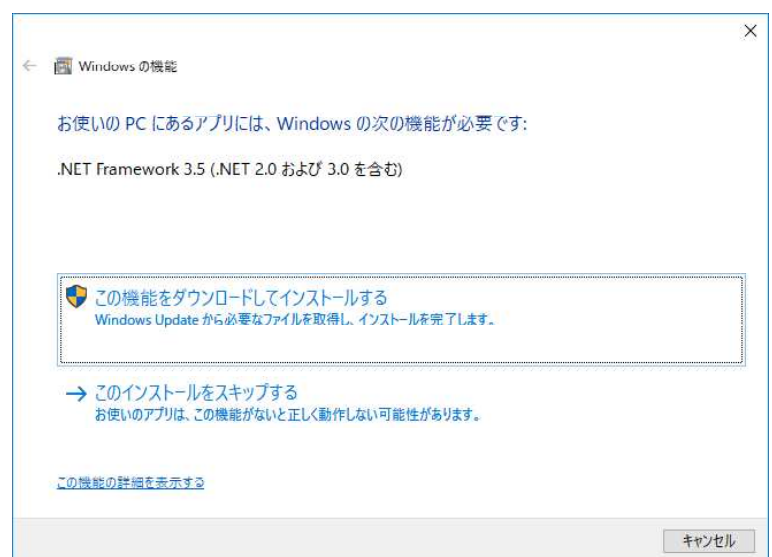 Windows の機能
お使いの PC にあるアプリには、Windows の次の機能が必要です:
.NET Framework 3.5 (.NET 2.0 および 3.0 を含む)
この機能をダウンロードしてインストールする
Windows Update から必要なファイルを取得し、インストールを完了します。
このインストールをスキップする
お使いのアプリは、この機能がないと正しく動作しない可能性があります。
この機能の詳細を表示する
キャンセル